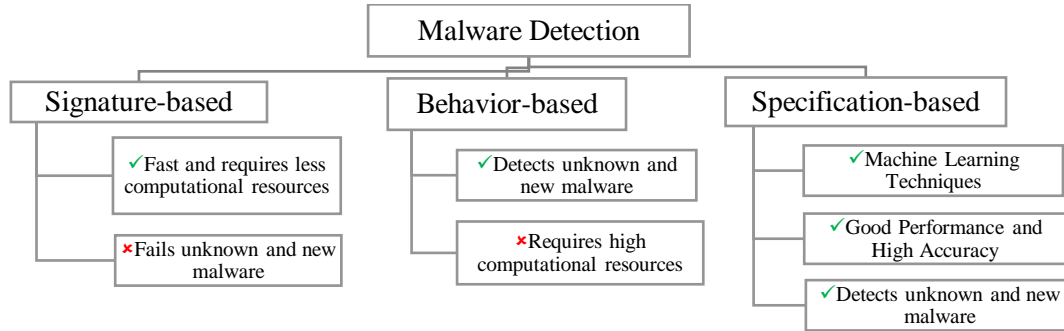 Malware Detection
Signature-based
✓Fast and requires less
computational resources
×Fails unknown and new
malware
Behavior-based
✓Detects unknown and
new malware
×Requires high
computational resources
Specification-based
✓Machine Learning
Techniques
✓Good Performance and
High Accuracy
✓Detects unknown and new
malware